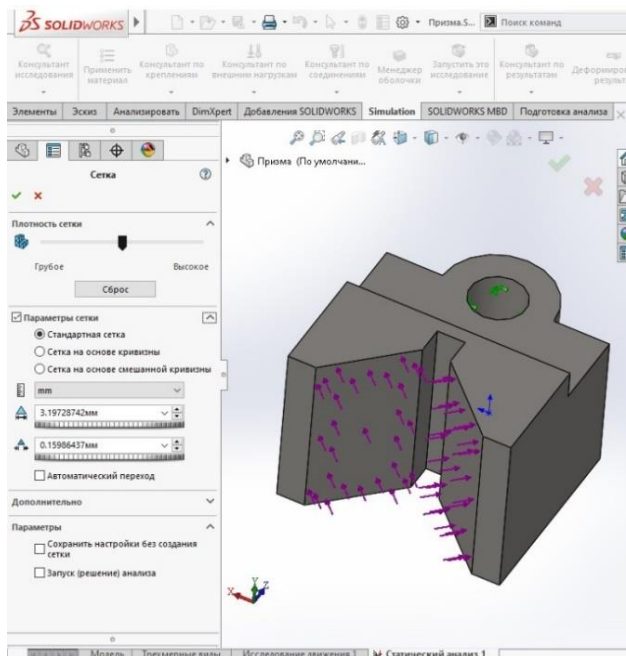 SOLIDWORKS
Призма.S...
Поиск команд
Консультант исследования
Применить материал
Консультант по креплениям
Консультант по внешним нагрузкам
Консультант по соединениям
Менеджер оболочки
Запустить это исследование
Консультант по результатам
Элементы
Эскиз
Анализировать
DimXpert
Добавления SOLIDWORKS
Simulation
SOLIDWORKS MBD
Подготовка анализа
Призма (По умолчани...
Сетка
Плотность сетки
Грубое
Высокое
Сброс
Параметры сетки
Стандартная сетка
Сетка на основе кривизны
Сетка на основе смешанной кривизны
mm
3.19728742мм
0.15986437мм
Автоматический переход
Дополнительно
Параметры
Сохранить настройки без создания
сетки
Запуск (решение) анализа
X
Y
Z
Модель
Трехмерные виды
Исследование движения 1
Статический анализ 1